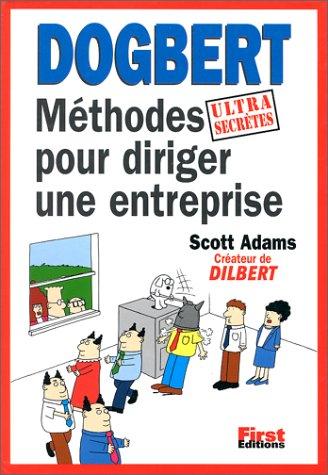 DOGBERT
Méthodes
ULTRA
SECRÈTES
pour diriger
une entreprise
Scott Adams
Créateur de
DILBERT
First
Editions